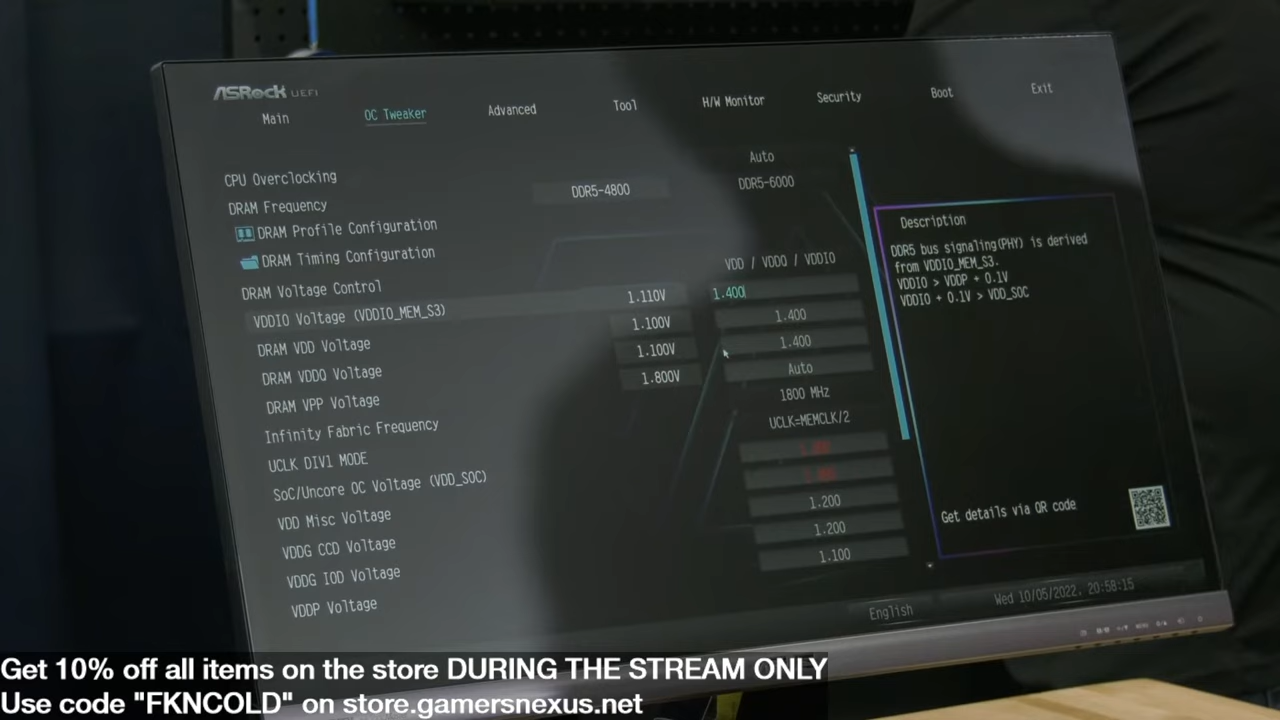 ASRock UEFI
Main OC Tweaker Advanced Tool H/W Monitor Security Boot Exit
CPU Overclocking Auto
DRAM Frequency DDR5-4800 DDR5-6000
DRAM Profile Configuration
DRAM Timing Configuration
DRAM Voltage Control VDD / VDDQ / VDDIO
VDDIO Voltage (VDDIO_MEM_S3) 1.110V 1.400
DRAM VDD Voltage 1.100V 1.400
DRAM VDDQ Voltage 1.100V 1.400
DRAM VPP Voltage 1.800V Auto
Infinity Fabric Frequency 1800 MHz
UCLK DIV1 MODE UCLK=MEMCLK/2
SoC/Uncore OC Voltage (VDD_SOC)
VDD Misc Voltage
VDDG CCD Voltage 1.200
VDDG IOD Voltage 1.200
VDDP Voltage 1.100
Description
DDR5 bus signaling(PHY) is derived
from VDDIO_MEM_S3.
VDDIO > VDDP + 0.1V
VDDIO + 0.1V > VDD_SOC
Get details via QR code
English Wed 10/05/2022, 20:58:15
Get 10% off all items on the store DURING THE STREAM ONLY
Use code "FKNCOLD" on store.gamersnexus.net